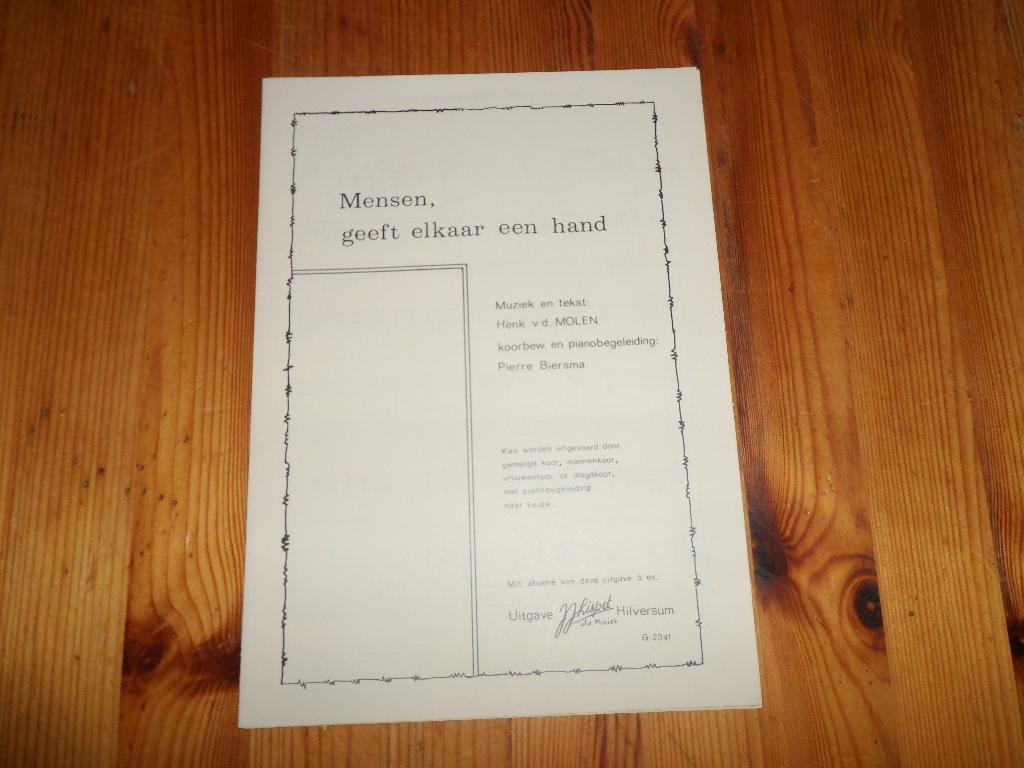 Mensen,
geeft elkaar een hand
Muziek en tekst:
Henk v.d. MOLEN
koorbew. en pianobegeleiding:
Pierre Biersma
Kan worden uitgevoerd door
gemengd koor, mannenkoor,
vrouwenkoor of jeugdkoor,
met pianobegeleiding
naar keuze.
Min. afname van deze uitgave 5 ex.
Uitgave Hilversum
afd. Muziek
G 2341